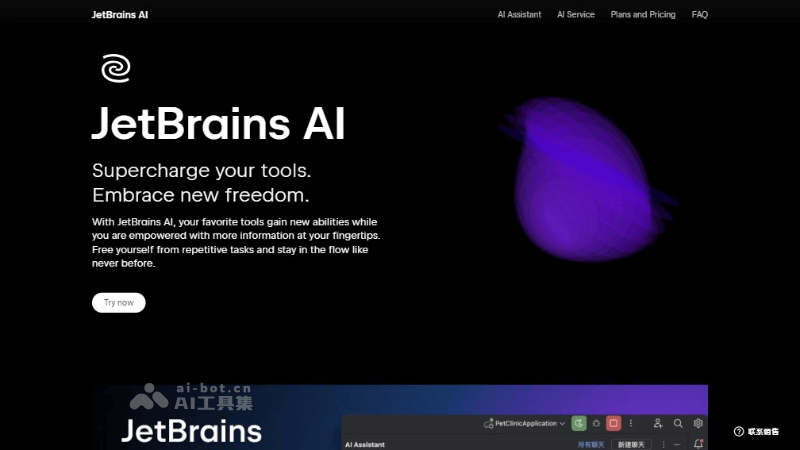 JetBrains AI
AI Assistant AI Service Plans and Pricing FAQ
JetBrains AI
Supercharge your tools.
Embrace new freedom.
With JetBrains AI, your favorite tools gain new abilities while
you are empowered with more information at your fingertips.
Free yourself from repetitive tasks and stay in the flow like
never before.
Try now
ai-bot.cn
AI工具集
JetBrains
PetClinicApplication
AI Assistant
所有聊天
新建聊天
联系销售